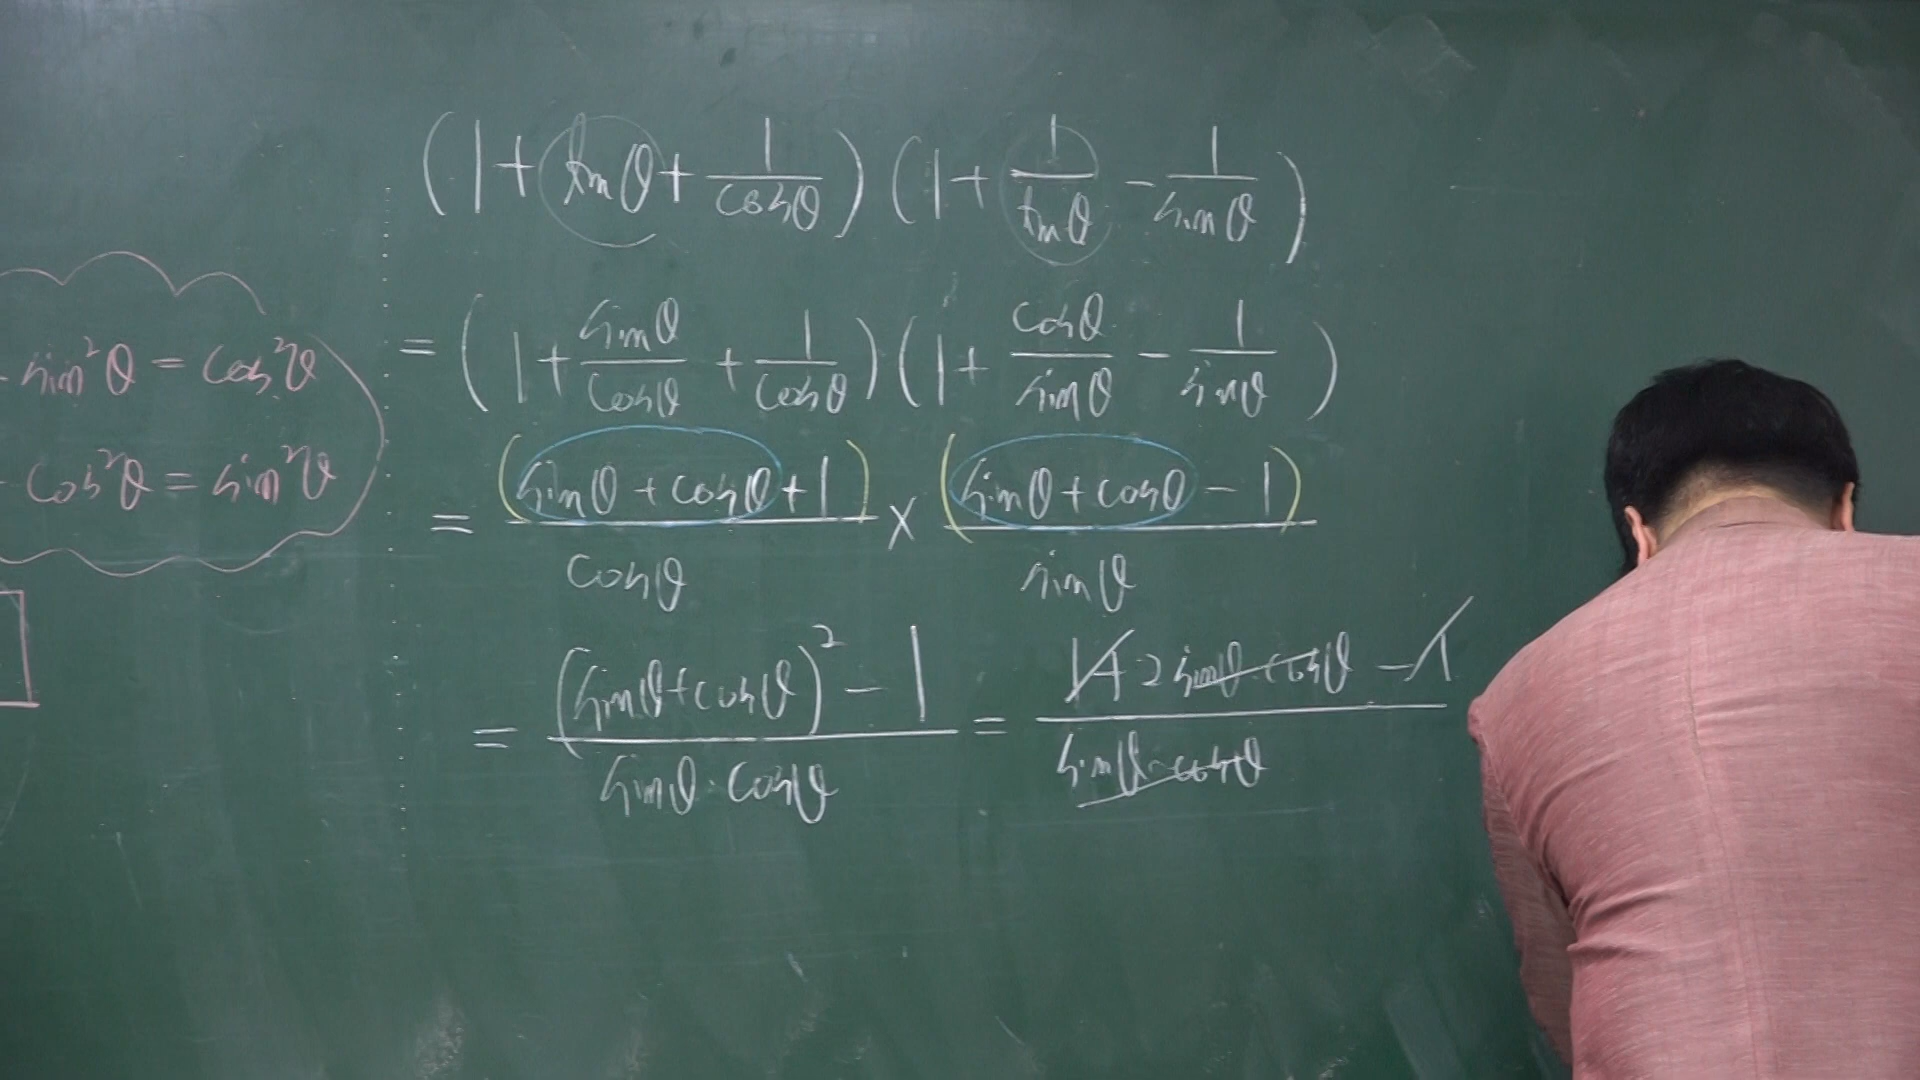 (1 + tanθ + 1/cosθ) (1 + 1/tanθ - 1/sinθ)
= (1 + sinθ/cosθ + 1/cosθ) (1 + cosθ/sinθ - 1/sinθ)
= (sinθ + cosθ + 1)/cosθ × (sinθ + cosθ - 1)/sinθ
= ((sinθ + cosθ)² - 1)/(sinθ·cosθ) = (1 + 2sinθ·cosθ - 1)/(sinθ·cosθ)
- sin²θ = cos²θ
- cos²θ = sin²θ